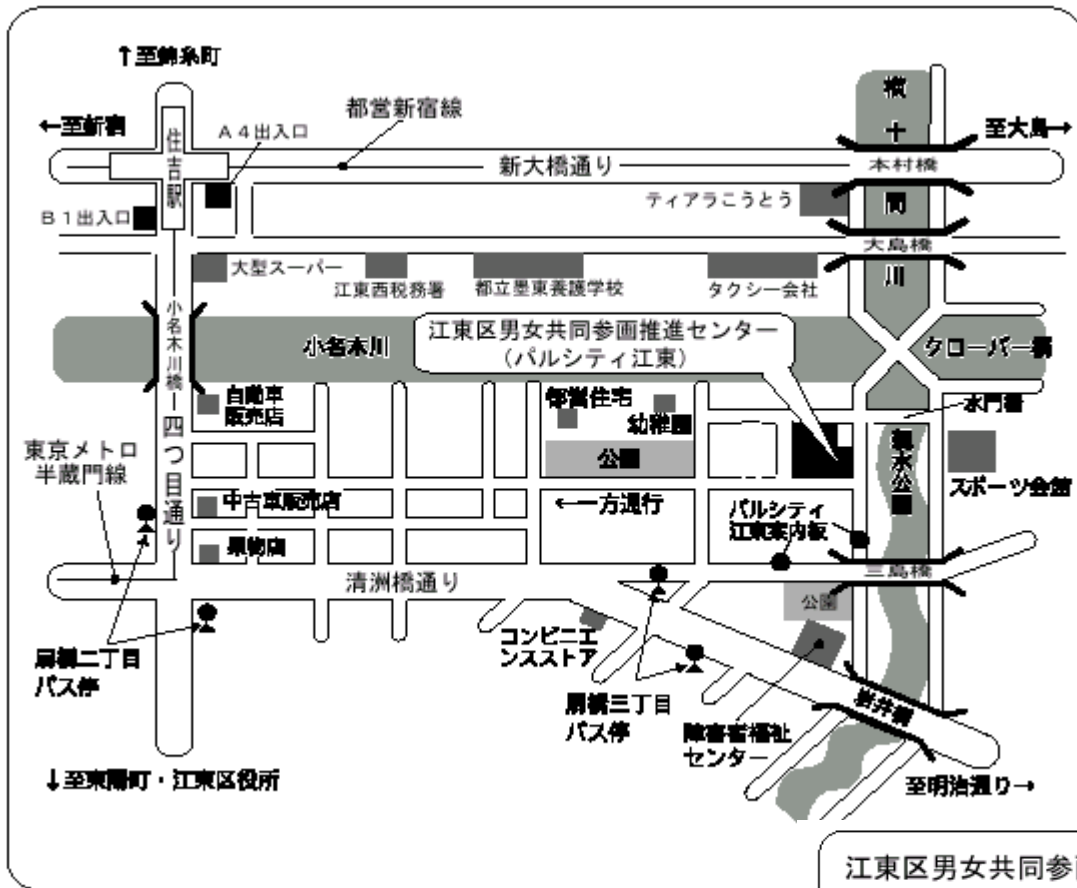 ↑至錦糸町
都営新宿線
←至新宿
A4出入口
住吉駅
新大橋通り
横十間川
至大島→
本村橋
B1出入口
ティアラこうとう
大島橋
大型スーパー
江東西税務署
都立墨東養護学校
タクシー会社
小名木川橋
小名木川
江東区男女共同参画推進センター
(パルシティ江東)
クローバー橋
自動車
販売店
都営住宅
幼稚園
水門番
東京メトロ
半蔵門線
四つ目通り
公園
親水公園
スポーツ会館
中古車販売店
←一方通行
パルシティ
江東案内板
果物店
清洲橋通り
三島橋
公園
扇橋二丁目
バス停
コンビニエ
ンスストア
扇橋三丁目
バス停
障害者福祉
センター
岩井橋
↓至東陽町・江東区役所
至明治通り→
江東区男女共同参